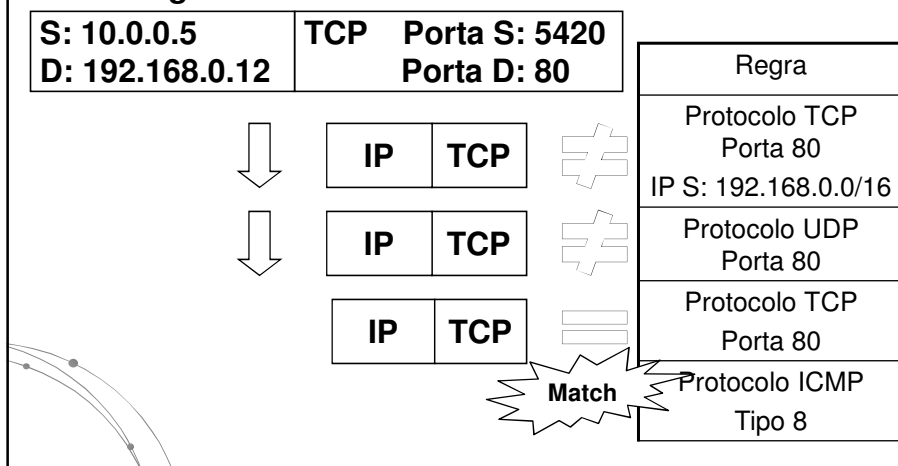 S: 10.0.0.5
D: 192.168.0.12
TCP Porta S: 5420
Porta D: 80
Regra
IP TCP
Protocolo TCP
Porta 80
IP S: 192.168.0.0/16
IP TCP
Protocolo UDP
Porta 80
IP TCP
Protocolo TCP
Porta 80
Match
Protocolo ICMP
Tipo 8